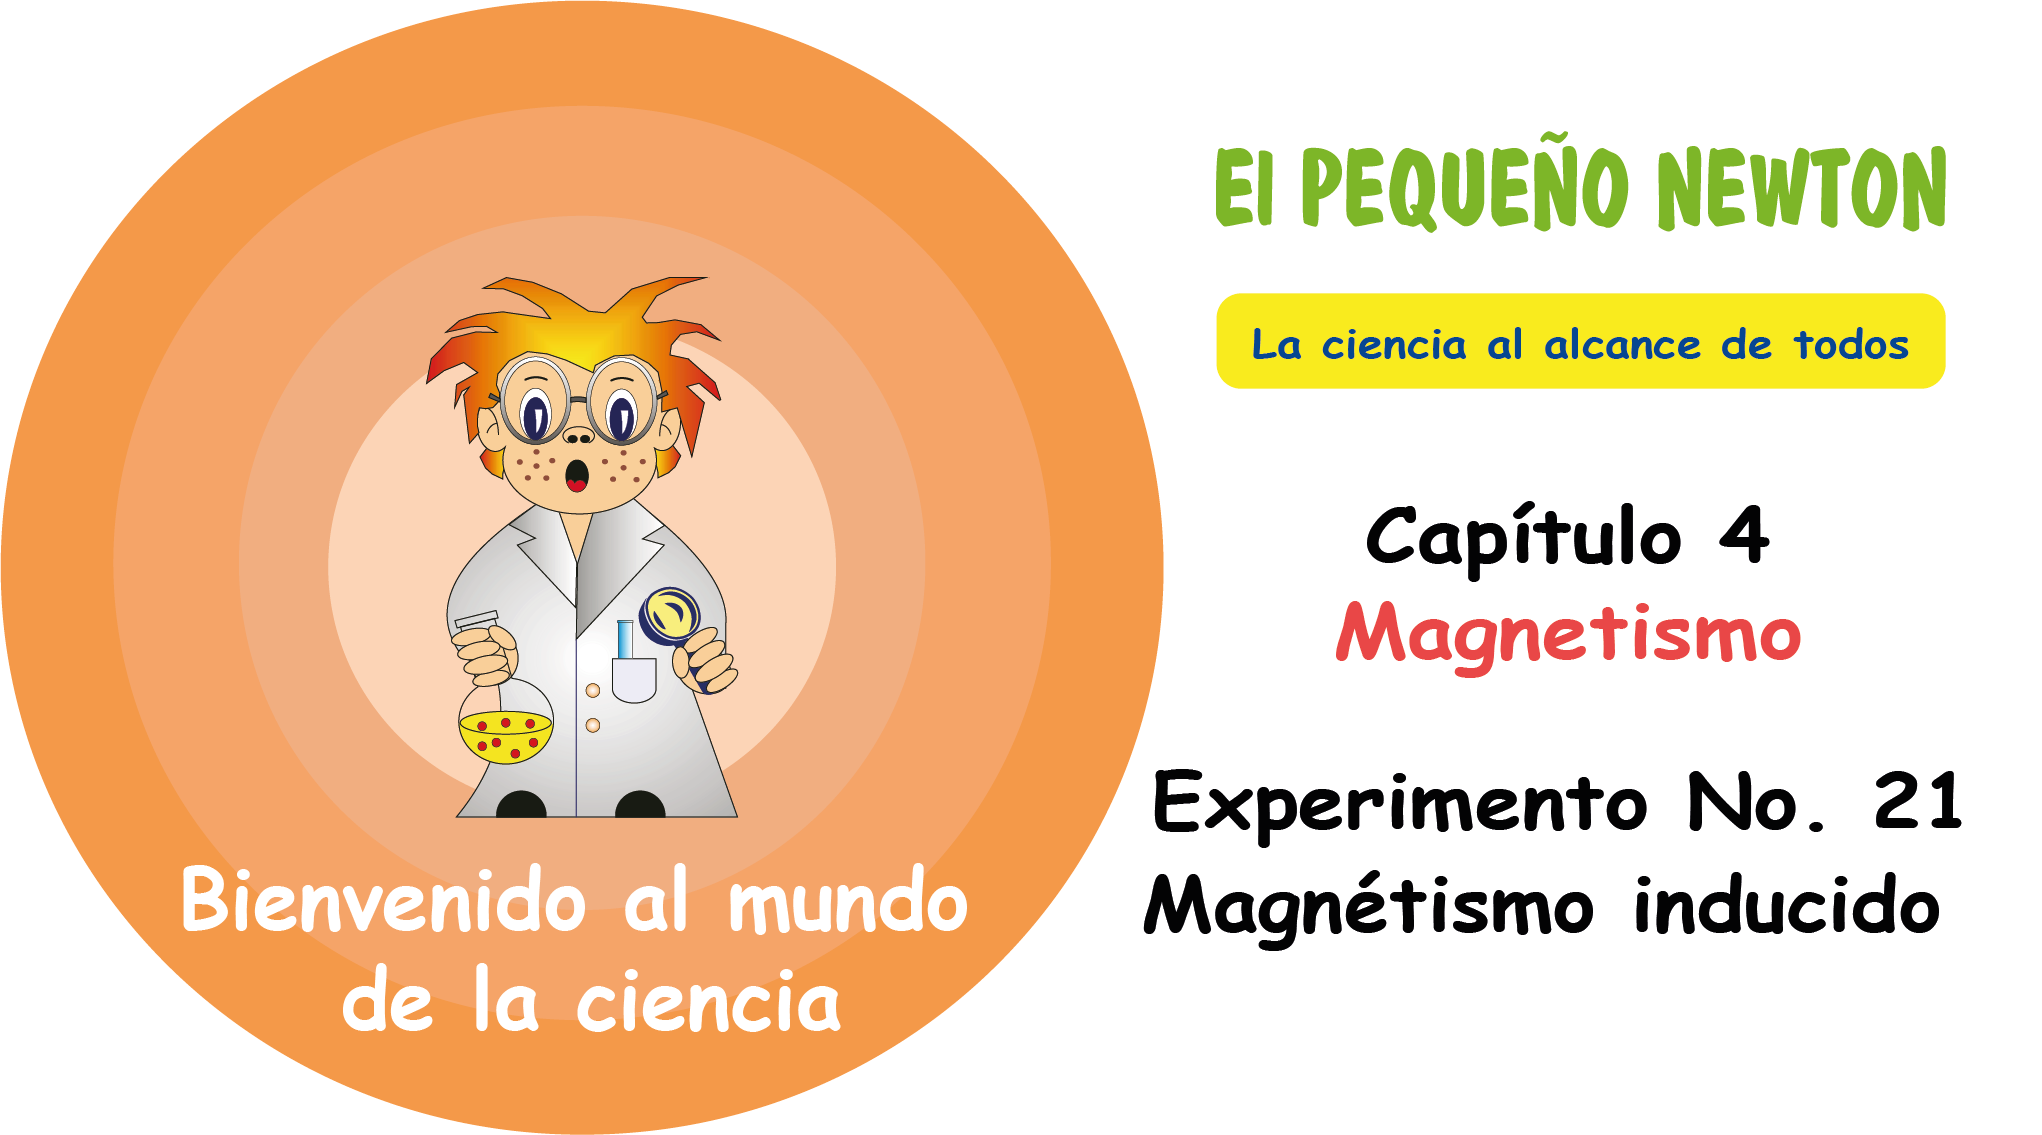 El PEQUEÑO NEWTON
La ciencia al alcance de todos
Capítulo 4
Magnetismo
Experimento No. 21
Magnétismo inducido
Bienvenido al mundo
de la ciencia